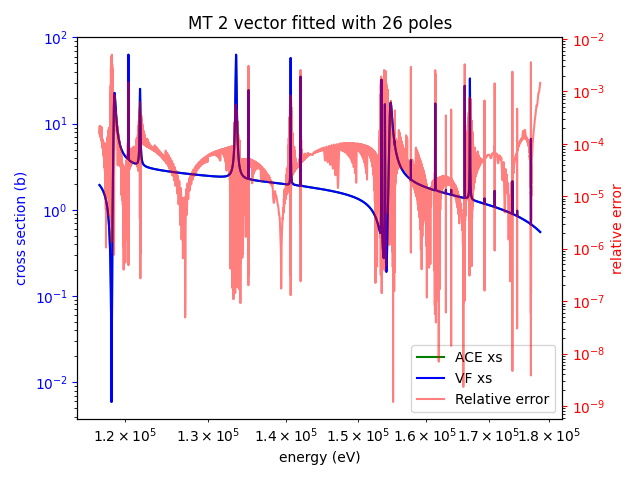 MT 2 vector fitted with 26 poles
10²
10¹
10⁰
10⁻¹
10⁻²
cross section (b)
10⁻²
10⁻³
10⁻⁴
10⁻⁵
10⁻⁶
10⁻⁷
10⁻⁸
10⁻⁹
relative error
ACE xs
VF xs
Relative error
1.2 × 10⁵ 1.3 × 10⁵ 1.4 × 10⁵ 1.5 × 10⁵ 1.6 × 10⁵ 1.7 × 10⁵ 1.8 × 10⁵
energy (eV)